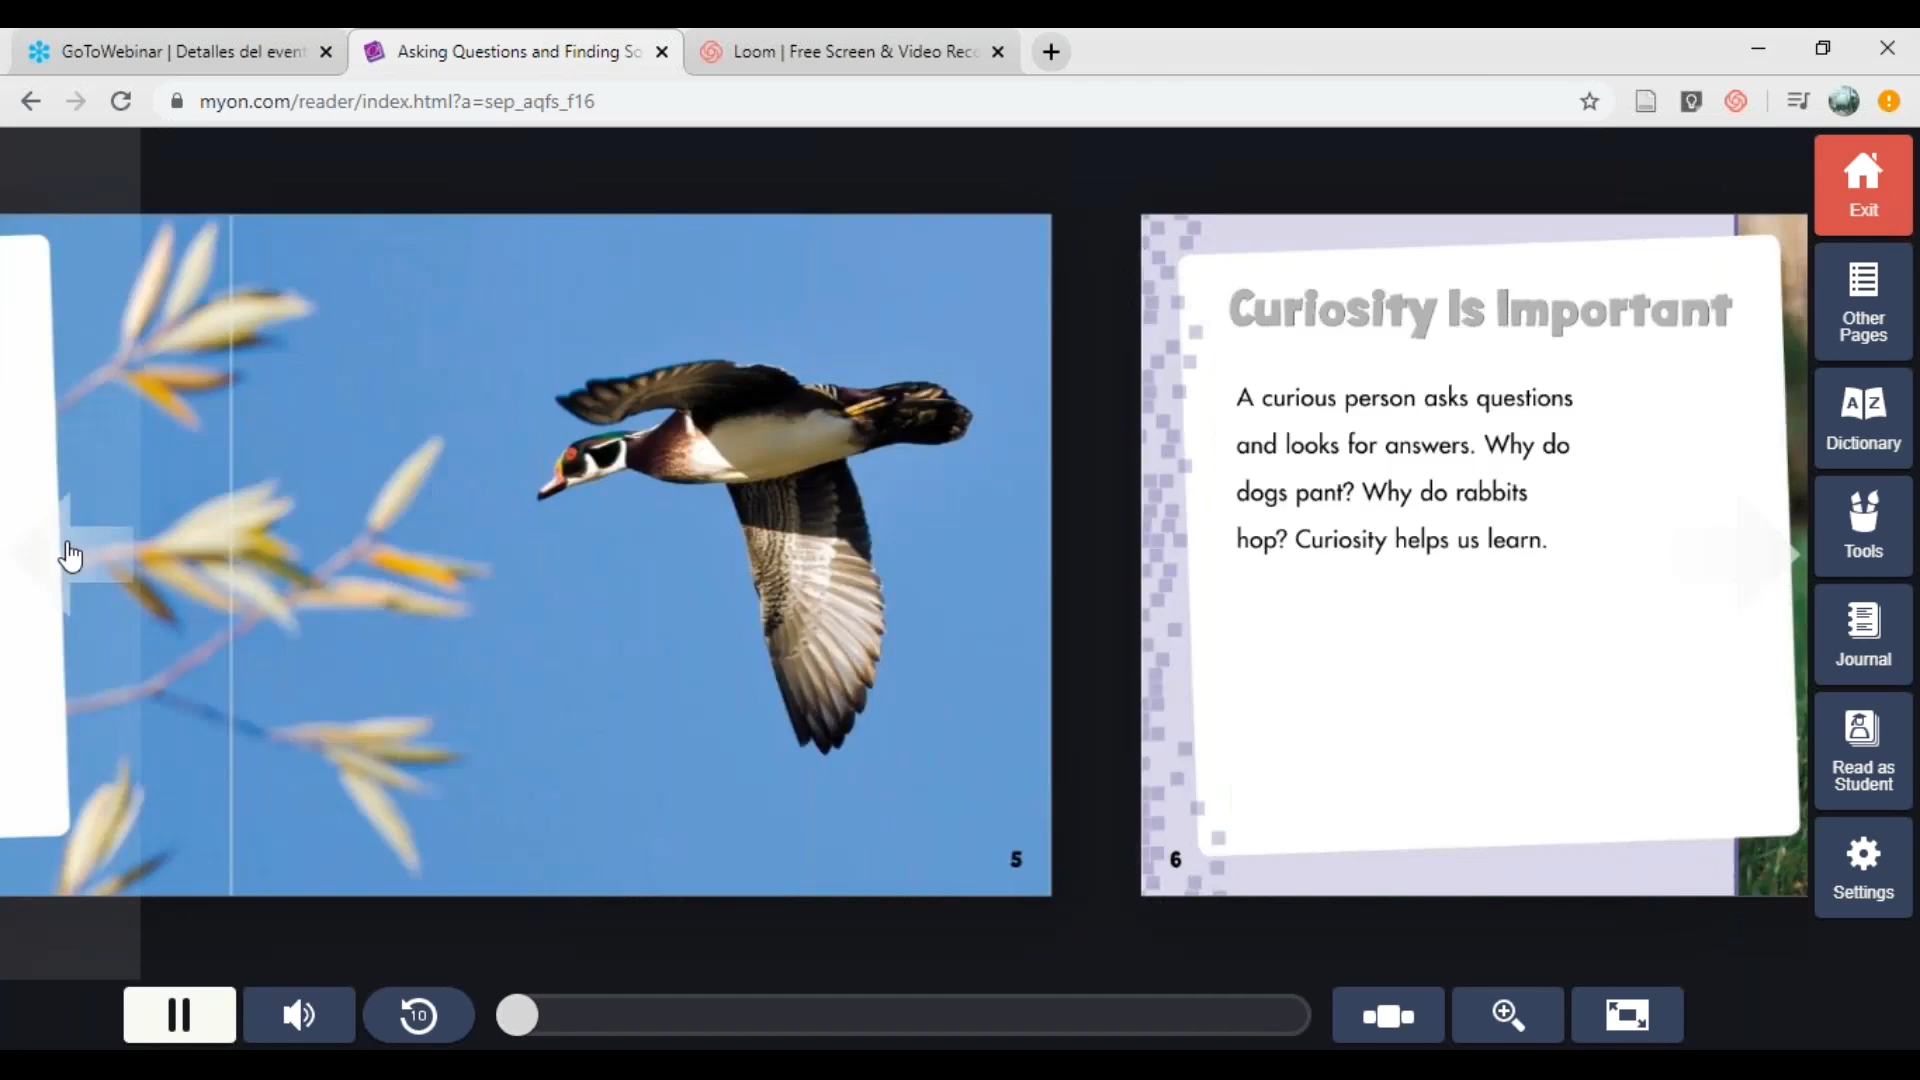 GoToWebinar | Detalles del event
Asking Questions and Finding So
Loom | Free Screen & Video Reco
myon.com/reader/index.html?a=sep_aqfs_f16
Exit
Other
Pages
A Z
Dictionary
Tools
Journal
Read as
Student
Settings
5
Curiosity Is Important
A curious person asks questions
and looks for answers. Why do
dogs pant? Why do rabbits
hop? Curiosity helps us learn.
6
10